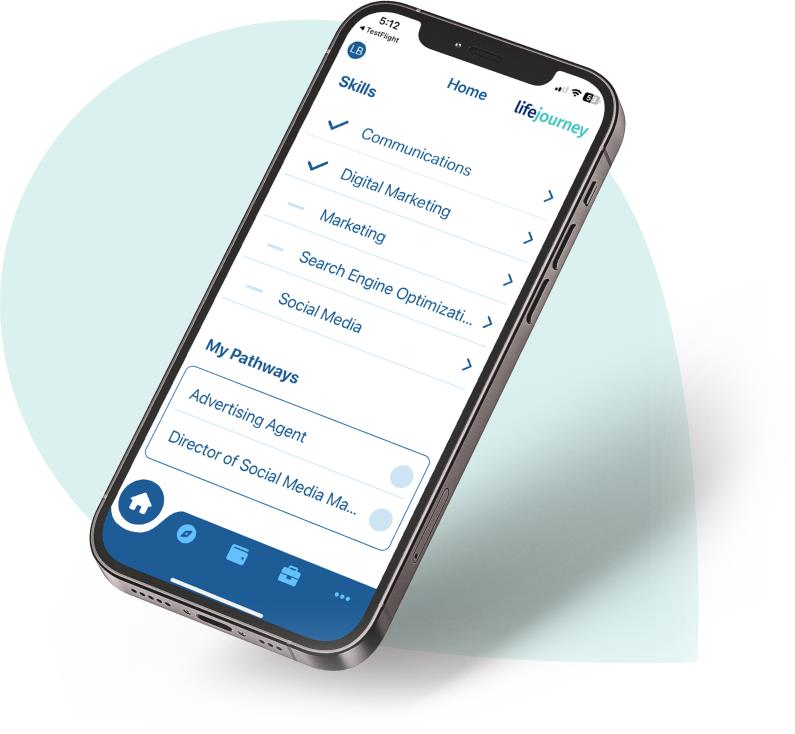 5:12
◀ TestFlight
LB
Home
lifejourney
Skills
Communications
Digital Marketing
Marketing
Search Engine Optimizati...
Social Media
My Pathways
Advertising Agent
Director of Social Media Ma...